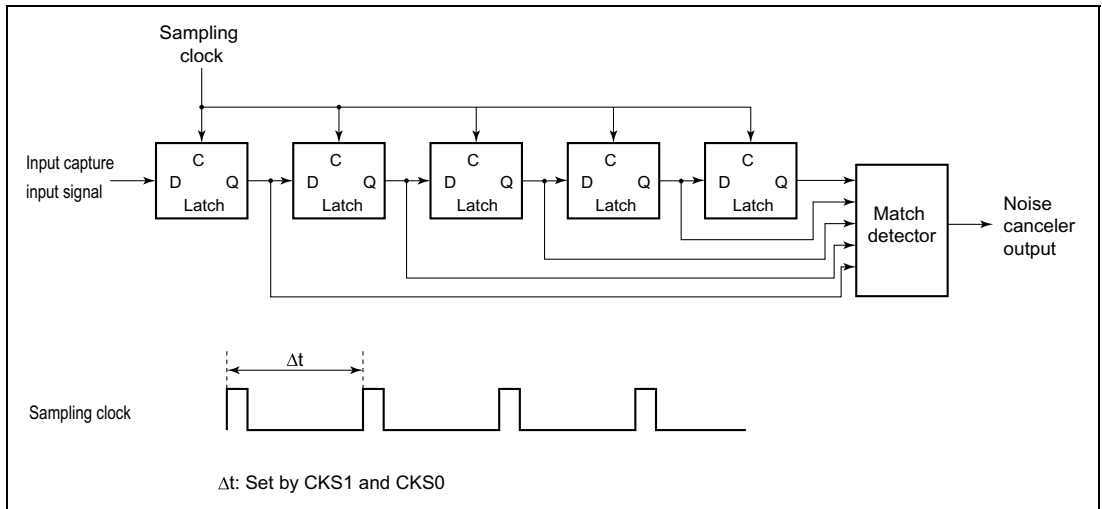 Sampling
clock
Input capture
input signal
C
D Q
Latch
C
D Q
Latch
C
D Q
Latch
C
D Q
Latch
C
D Q
Latch
Match
detector
Noise
canceler
output
Δt
Sampling clock
Δt: Set by CKS1 and CKS0